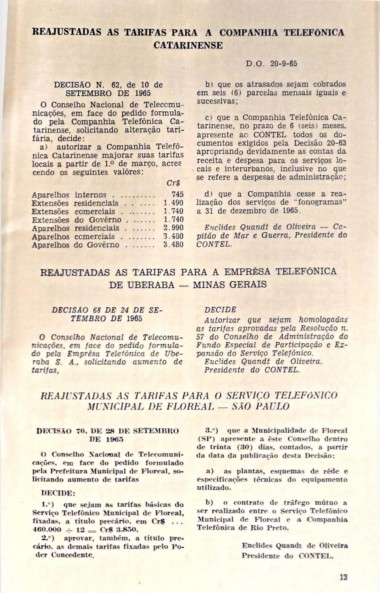 REAJUSTADAS AS TARIFAS PARA A COMPANHIA TELEFÔNICA
CATARINENSE
D.O. 20-9-65
DECISÃO N. 62, de 10 de
SETEMBRO DE 1965
O Conselho Nacional de Telecomu-
nicações, em face do pedido formula-
do pela Companhia Telefônica Ca-
tarinense, solicitando alteração tari-
fária, decide:
a) autorizar a Companhia Telefô-
nica Catarinense majorar suas tarifas
locais a partir de 1.º de março, acres
cendo os seguintes valôres:
Cr$
Aparelhos internos . ......... 745
Extensões residenciais .. ..... 1 490
Extensões comerciais . ....... 1.740
Extensões do Govêrno . ...... 1.740
Aparelhos residenciais ....... 2.990
Aparelhos comerciais ........ 3.480
Aparelhos do Govêrno ....... 3.480
b) que os atrasados sejam cobrados
em seis (6) parcelas mensais iguais e
sucessivas;
c) que a Companhia Telefônica Ca-
tarinense, no prazo de 6 (seis) meses,
apresente ao CONTEL todos os do-
cumentos exigidos pela Decisão 20-63
apropriando devidamente as contas da
receita e despesa para os serviços lo-
cais e interurbanos, inclusive no que
se refere a despesas de administração;
d) que a Companhia cesse a rea-
lização dos serviços de "fonogramas"
a 31 de dezembro de 1965.
Euclides Quandt de Oliveira — Ca-
pitão de Mar e Guerra, Presidente do
CONTEL.
REAJUSTADAS AS TARIFAS PARA A EMPRÊSA TELEFÔNICA
DE UBERABA — MINAS GERAIS
DECISÃO 68 DE 24 DE SE-
TEMBRO DE 1965
O Conselho Nacional de Telecomu-
nicações, em face do pedido formula-
do pela Emprêsa Telefônica de Ube-
raba S. A., solicitando aumento de
tarifas,
DECIDE
Autorizar que sejam homologadas
as tarifas aprovadas pela Resolução n.
57 do Conselho de Administração do
Fundo Especial de Participação e Ex-
pansão do Serviço Telefônico.
Euclides Quandt de Oliveira.
Presidente do CONTEL.
REAJUSTADAS AS TARIFAS PARA O SERVIÇO TELEFONICO
MUNICIPAL DE FLOREAL — SÃO PAULO
DECISÃO 70, DE 28 DE SETEMBRO
DE 1965
O Conselho Nacional de Telecomuni-
cações, em face do pedido formulado
pela Prefeitura Municipal de Floreal, so-
licitando aumento de tarifas
DECIDE:
1.º) que sejam as tarifas básicas do
Serviço Telefônico Municipal de Floreal,
fixadas, a título precário, em Cr$ ...
460.000 ÷ 12 = Cr$ 3.850,
2.º) aprovar, também, a título pre-
cário, as demais tarifas fixadas pelo Po-
der Concedente,
3.º) que a Municipalidade de Floreal
(SP) apresente a êste Conselho dentro
de trinta (30) dias, contados, a partir
da data da publicação desta Decisão:
a) as plantas, esquemas de rêde e
especificações técnicas do equipamento
utilizado.
b) o contrato de tráfego mútuo a
ser realizado entre o Serviço Telefônico
Municipal de Floreal e a Companhia
Telefônica de Rio Preto.
Euclides Quandt de Oliveira
Presidente do CONTEL.
13